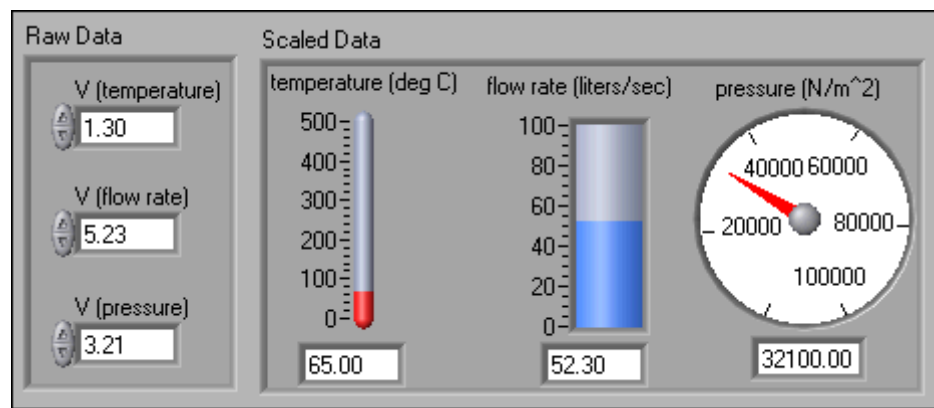 Raw Data
V (temperature)
1.30
V (flow rate)
5.23
V (pressure)
3.21
Scaled Data
temperature (deg C)
500
400
300
200
100
0
65.00
flow rate (liters/sec)
100
80
60
40
20
0
52.30
pressure (N/m^2)
40000 60000
20000 80000
100000
32100.00